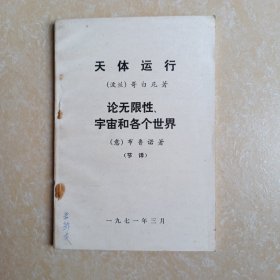 天体运行
(波兰) 哥白尼著
论无限性、
宇宙和各个世界
(意) 布鲁诺著
(节译)
一九七一年三月